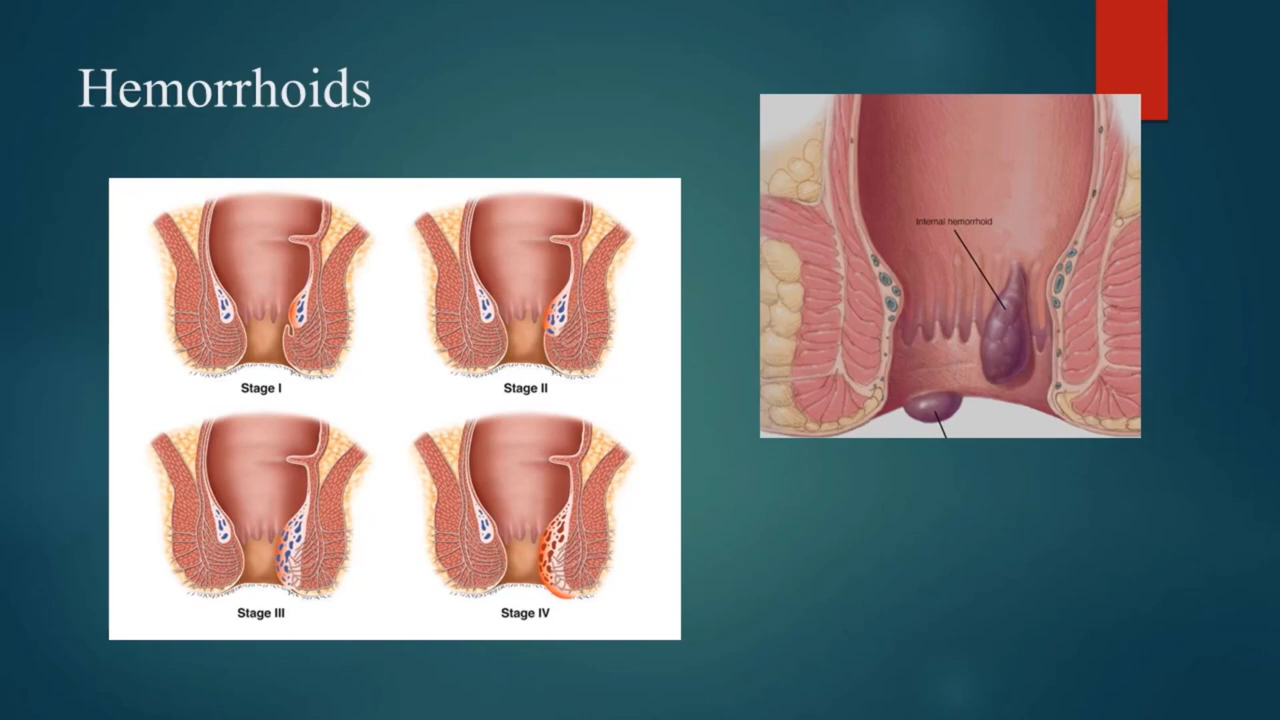 Hemorrhoids
Stage I
Stage II
Stage III
Stage IV
Internal hemorrhoid